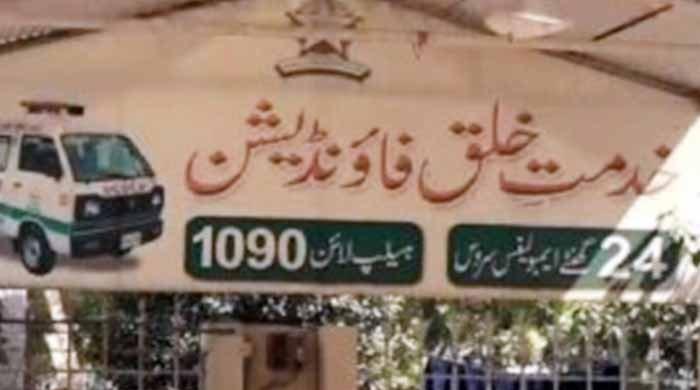 خدمتِ خلق فاؤنڈیشن
24 گھنٹے ایمبولینس سروس
ہیلپ لائن 1090